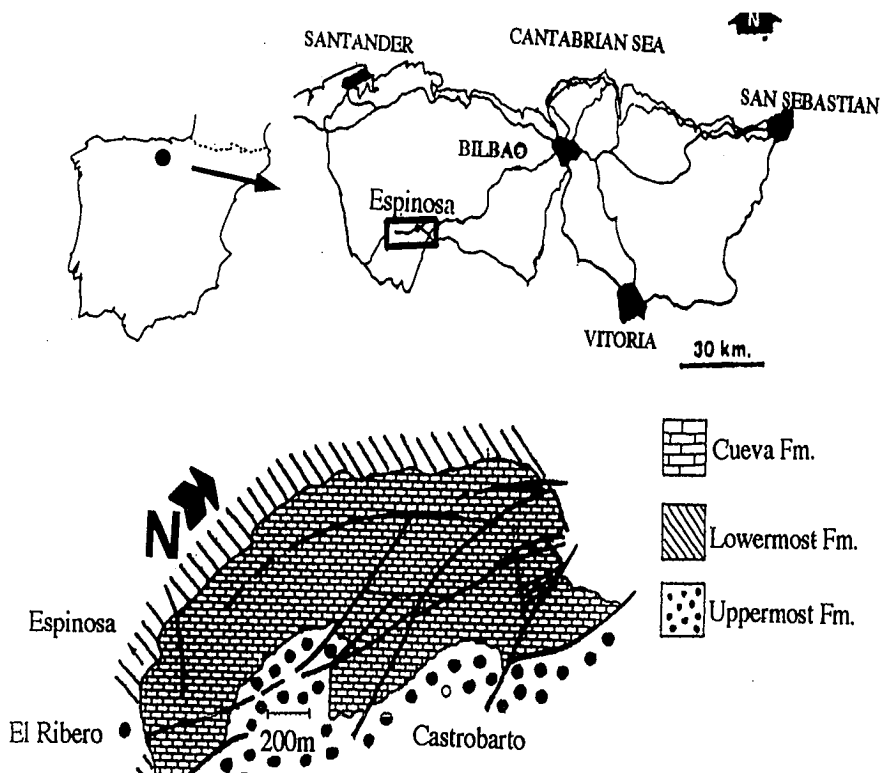 N
SANTANDER
CANTABRIAN SEA
SAN SEBASTIAN
BILBAO
Espinosa
VITORIA
30 km.
Cueva Fm.
N
Lowermost Fm.
Espinosa
Uppermost Fm.
El Ribero
200m
Castrobarto